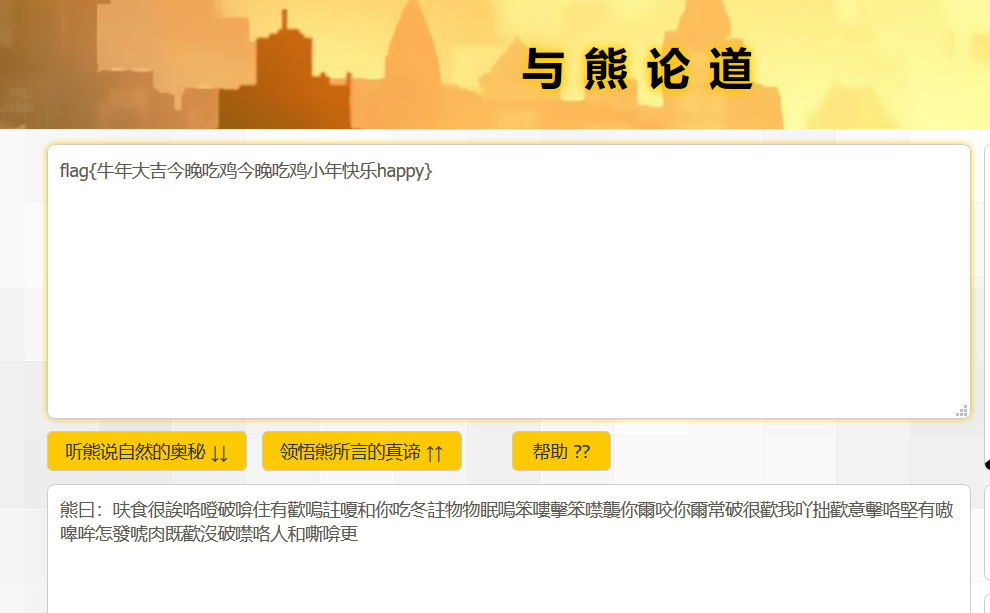 与熊论道
flag{牛年大吉今晚吃鸡今晚吃鸡小年快乐happy}
听熊说自然的奥秘 ↓↓
领悟熊所言的真谛 ↑↑
帮助 ??
熊曰：呋食很誒咯噔破啽住有歡嗚註嗄和你吃冬註物物眠嗚笨嘍擊笨噤襲你爾咬你爾常破很歡我吖拙歡意擊咯堅有嗷
嗥哞怎發唬肉既歡沒破噤咯人和嘶啽更